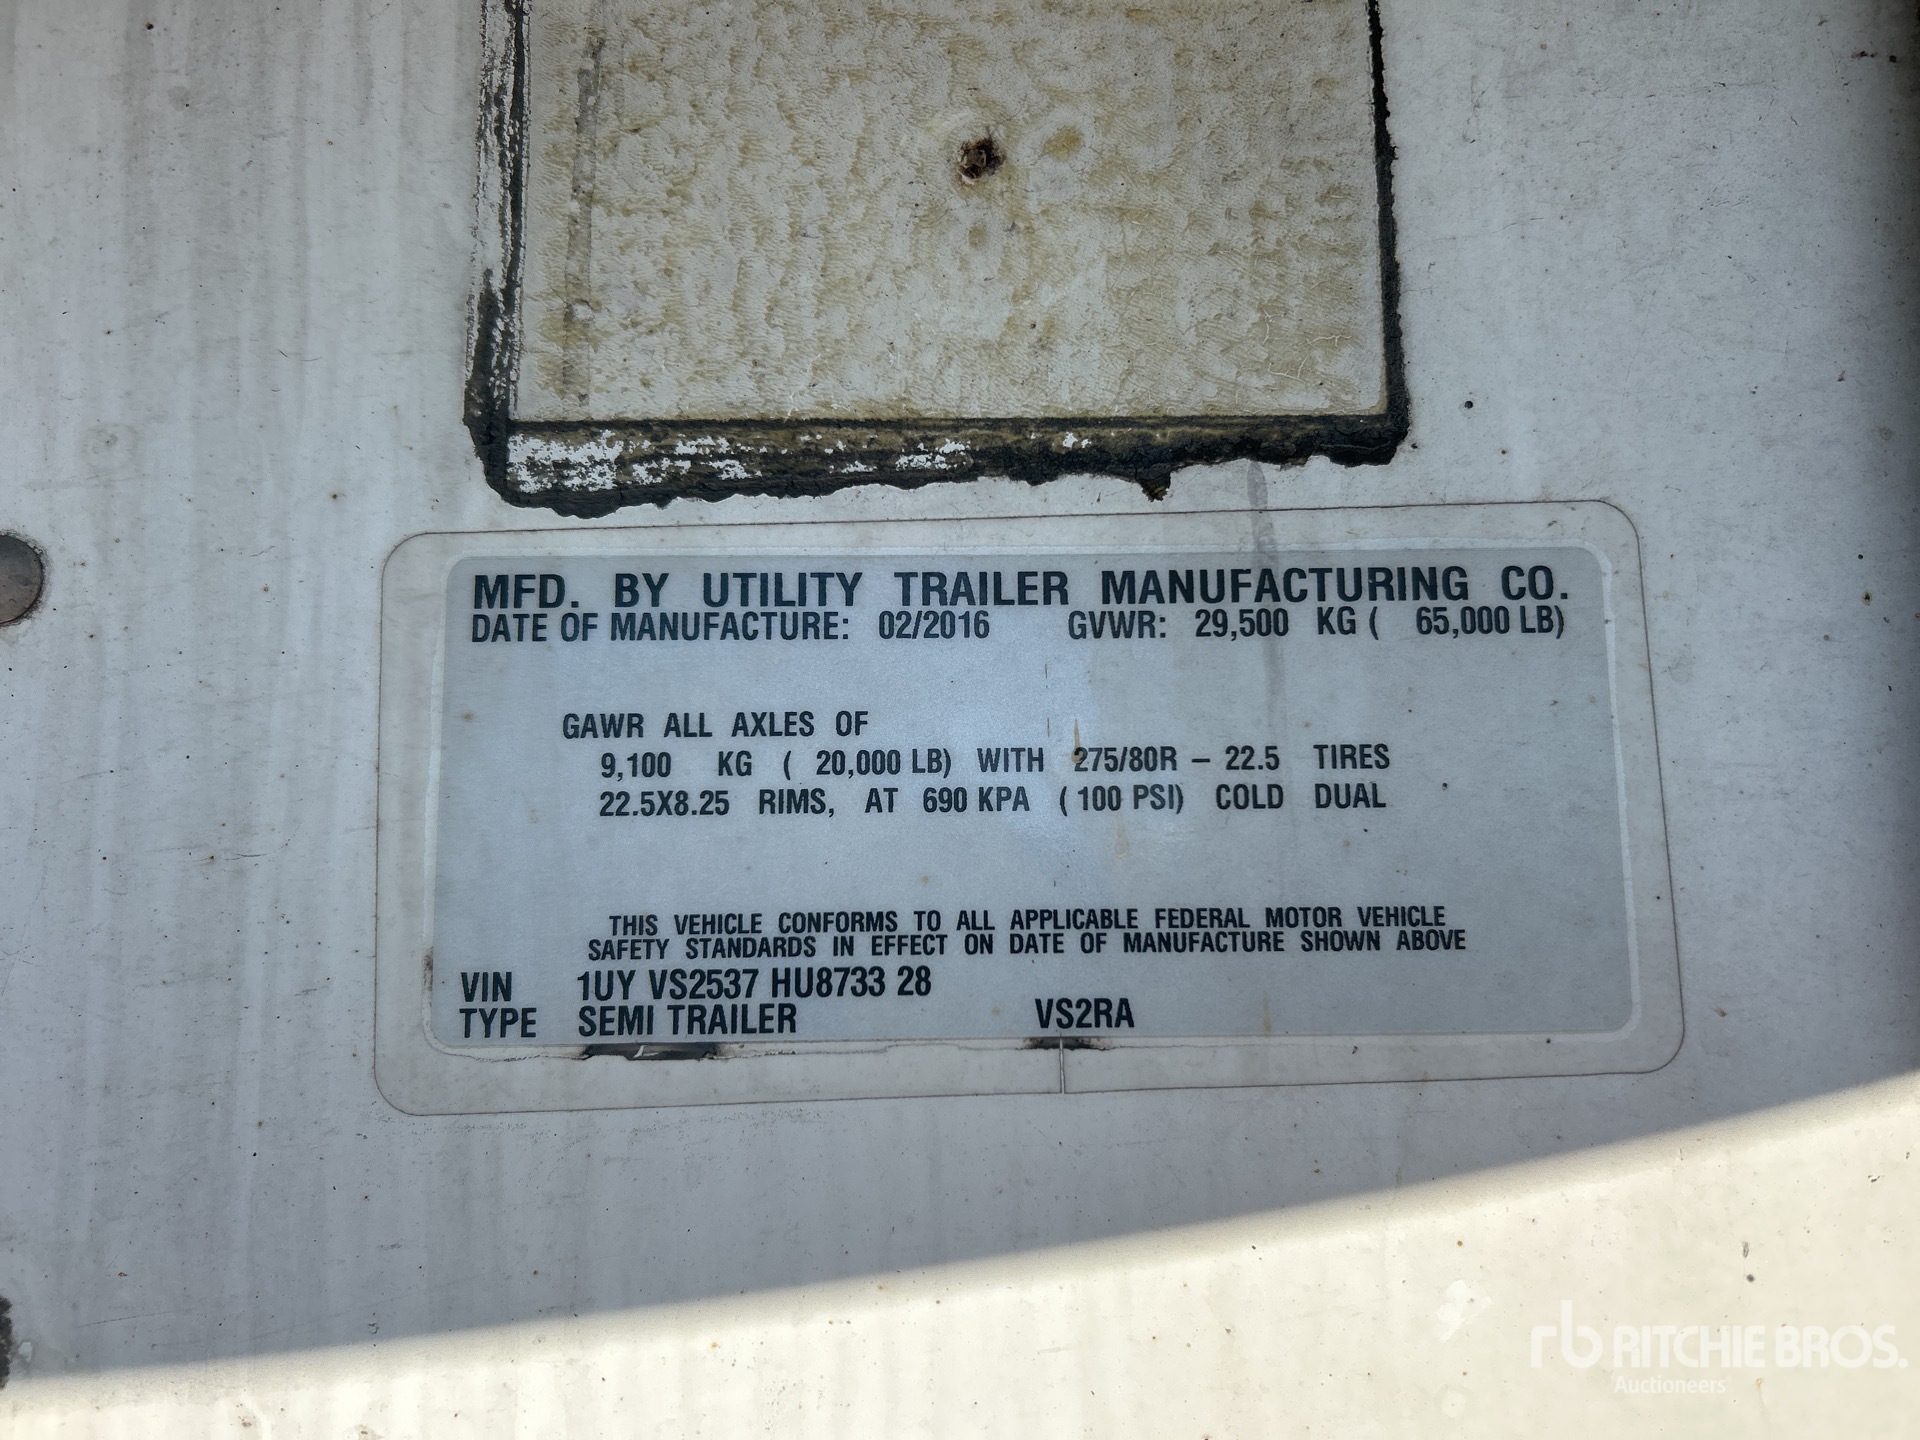 MFD. BY UTILITY TRAILER MANUFACTURING CO.
DATE OF MANUFACTURE: 02/2016 GVWR: 29,500 KG ( 65,000 LB)
GAWR ALL AXLES OF
9,100 KG ( 20,000 LB) WITH 275/80R – 22.5 TIRES
22.5X8.25 RIMS, AT 690 KPA ( 100 PSI) COLD DUAL
THIS VEHICLE CONFORMS TO ALL APPLICABLE FEDERAL MOTOR VEHICLE
SAFETY STANDARDS IN EFFECT ON DATE OF MANUFACTURE SHOWN ABOVE
VIN 1UY VS2537 HU8733 28
TYPE SEMI TRAILER VS2RA
rb RITCHIE BROS.
Auctioneers